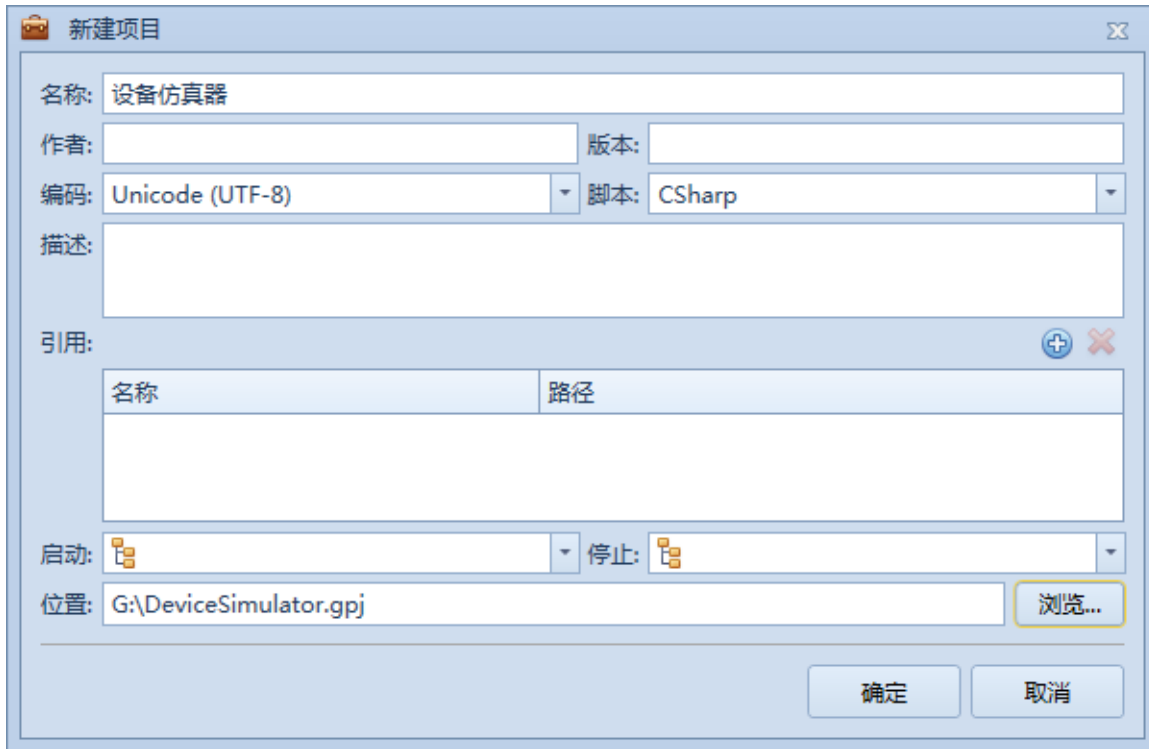 新建项目
名称: 设备仿真器
作者: 版本:
编码: Unicode (UTF-8) 脚本: CSharp
描述:
引用:
名称 路径
启动: 停止:
位置: G:\DeviceSimulator.gpj 浏览...
确定 取消